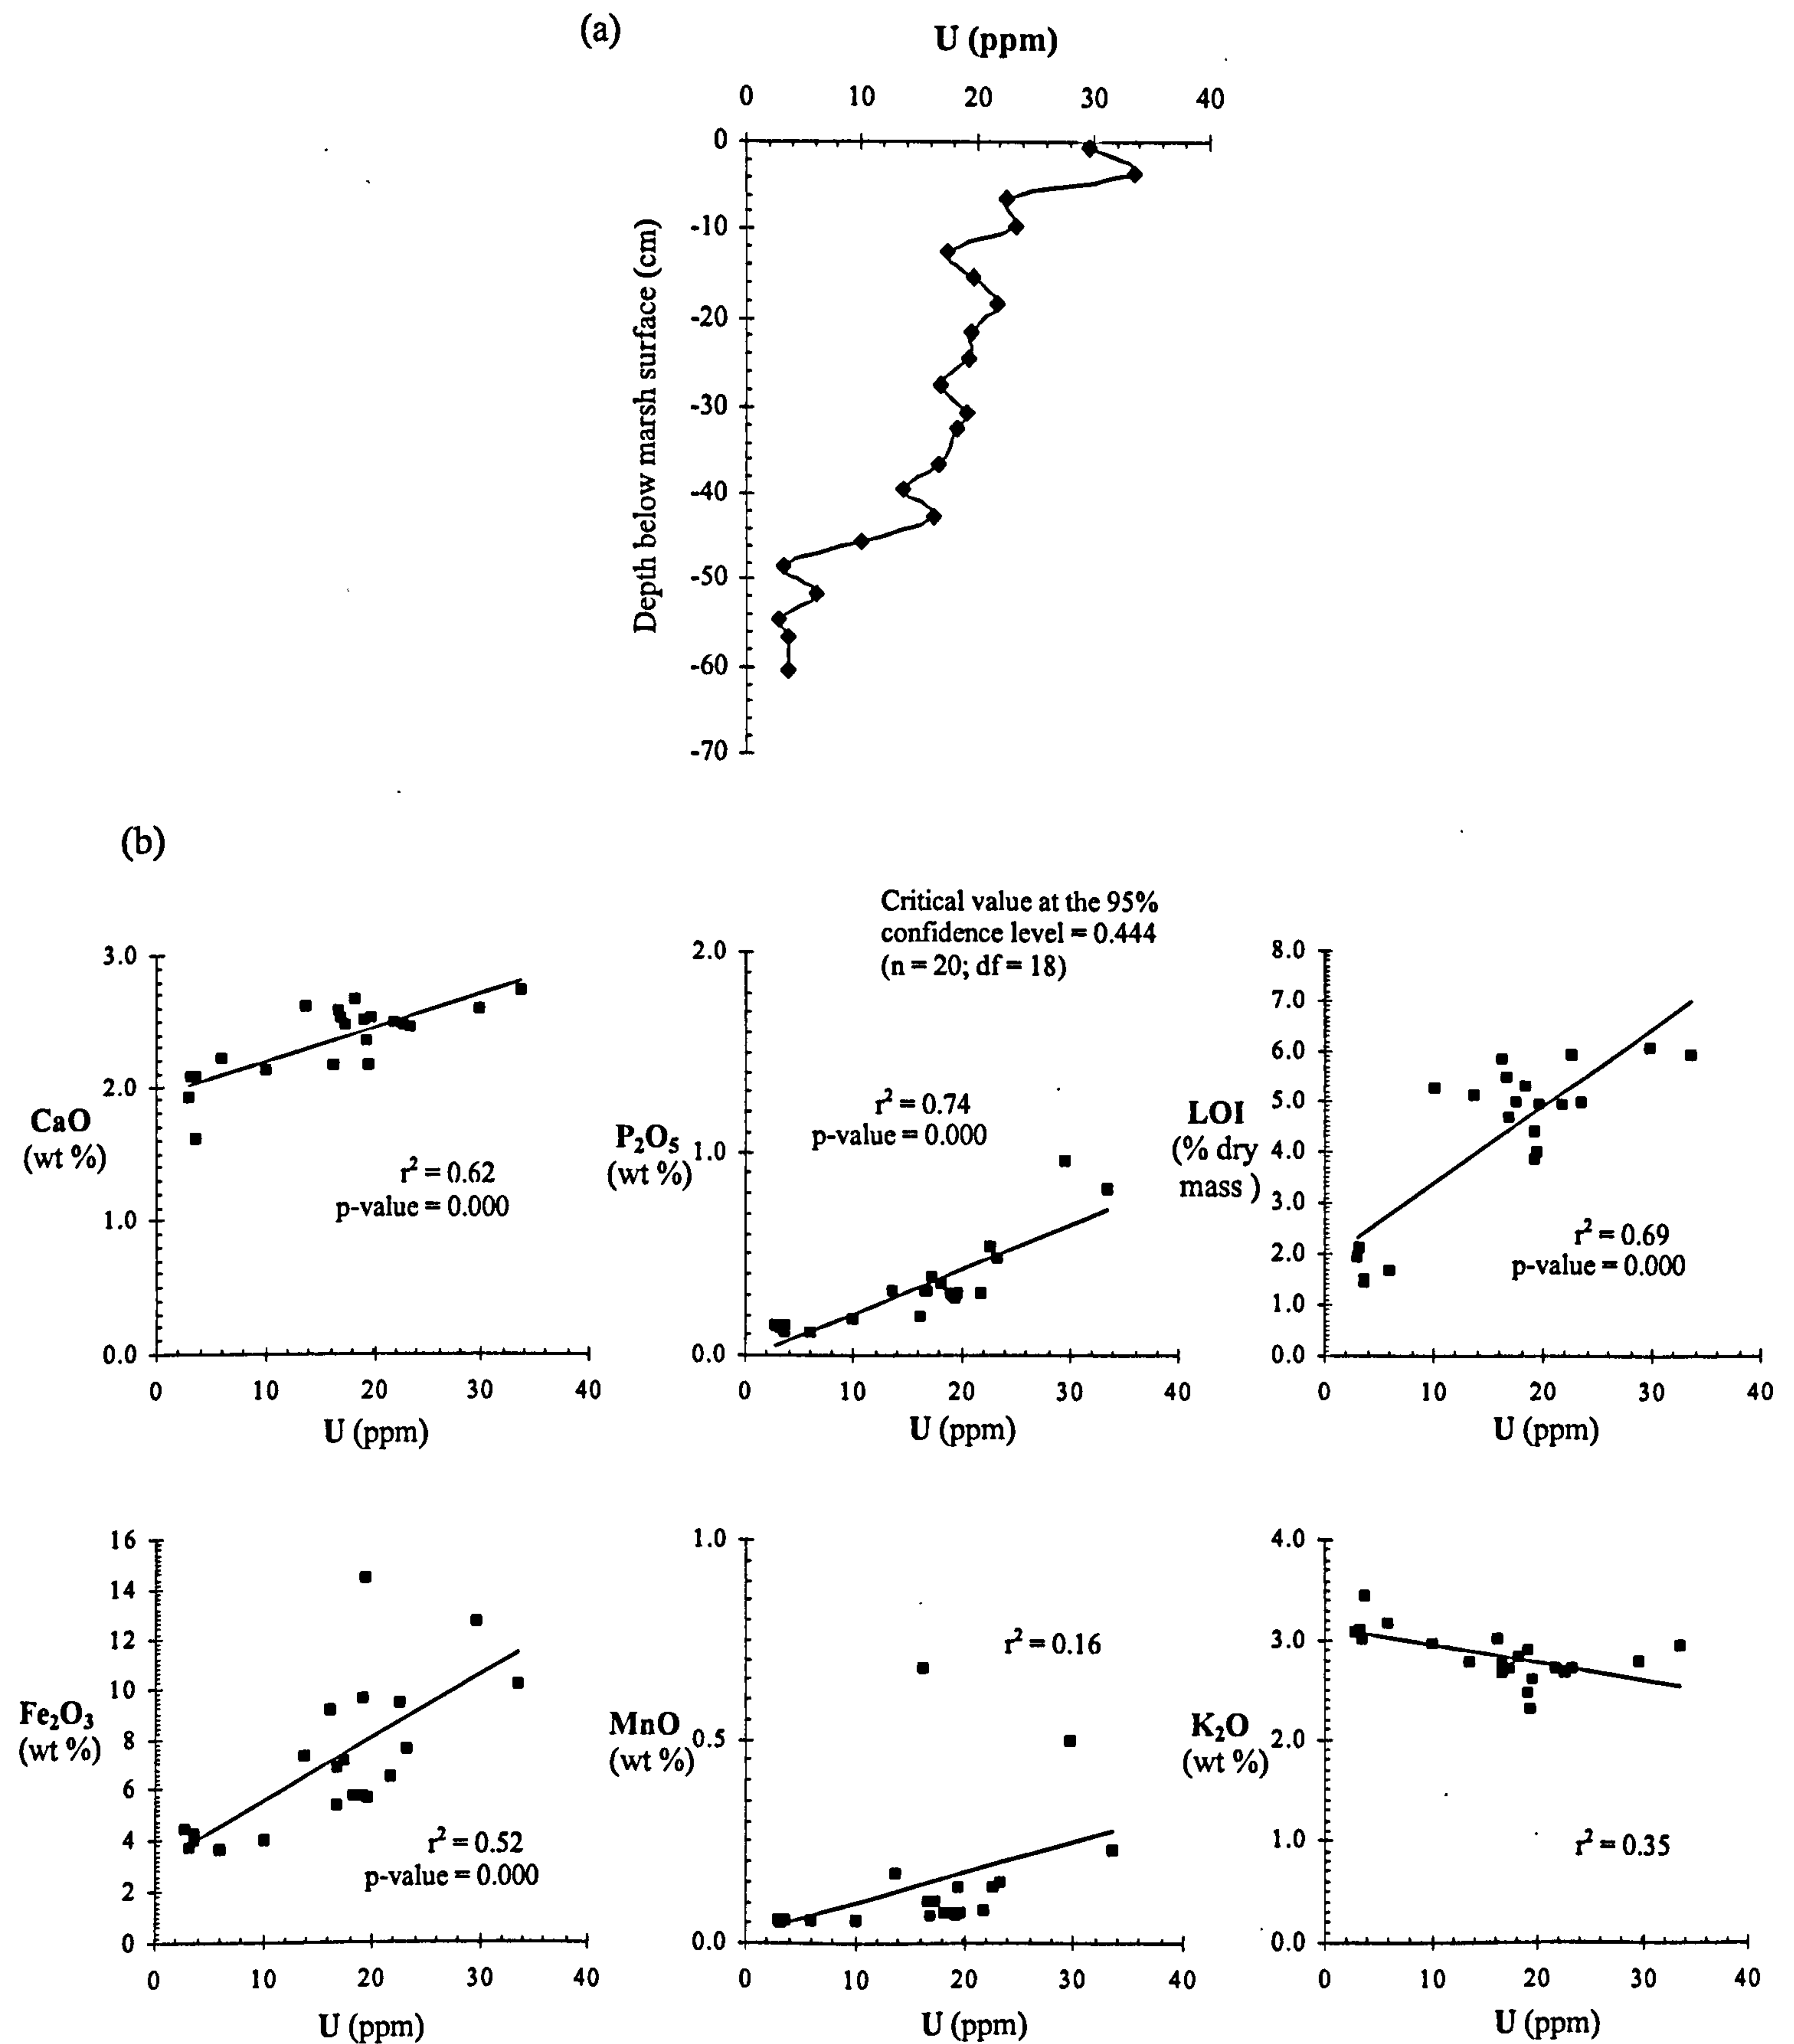 (a)
U (ppm)
0 10 20 30 40
0
-10
-20
-30
-40
-50
-60
-70
Depth below marsh surface (cm)
(b)
Critical value at the 95%
confidence level = 0.444
(n = 20; df = 18)
3.0
2.0
1.0
0.0
CaO
(wt %)
r² = 0.62
p-value = 0.000
0 10 20 30 40
U (ppm)
2.0
1.0
0.0
P₂O₅
(wt %)
r² = 0.74
p-value = 0.000
0 10 20 30 40
U (ppm)
8.0
7.0
6.0
5.0
4.0
3.0
2.0
1.0
0.0
LOI
(% dry
mass )
r² = 0.69
p-value = 0.000
0 10 20 30 40
U (ppm)
16
14
12
10
8
6
4
2
0
Fe₂O₃
(wt %)
r² = 0.52
p-value = 0.000
0 10 20 30 40
U (ppm)
1.0
0.5
0.0
MnO
(wt %)
r² = 0.16
0 10 20 30 40
U (ppm)
4.0
3.0
2.0
1.0
0.0
K₂O
(wt %)
r² = 0.35
0 10 20 30 40
U (ppm)